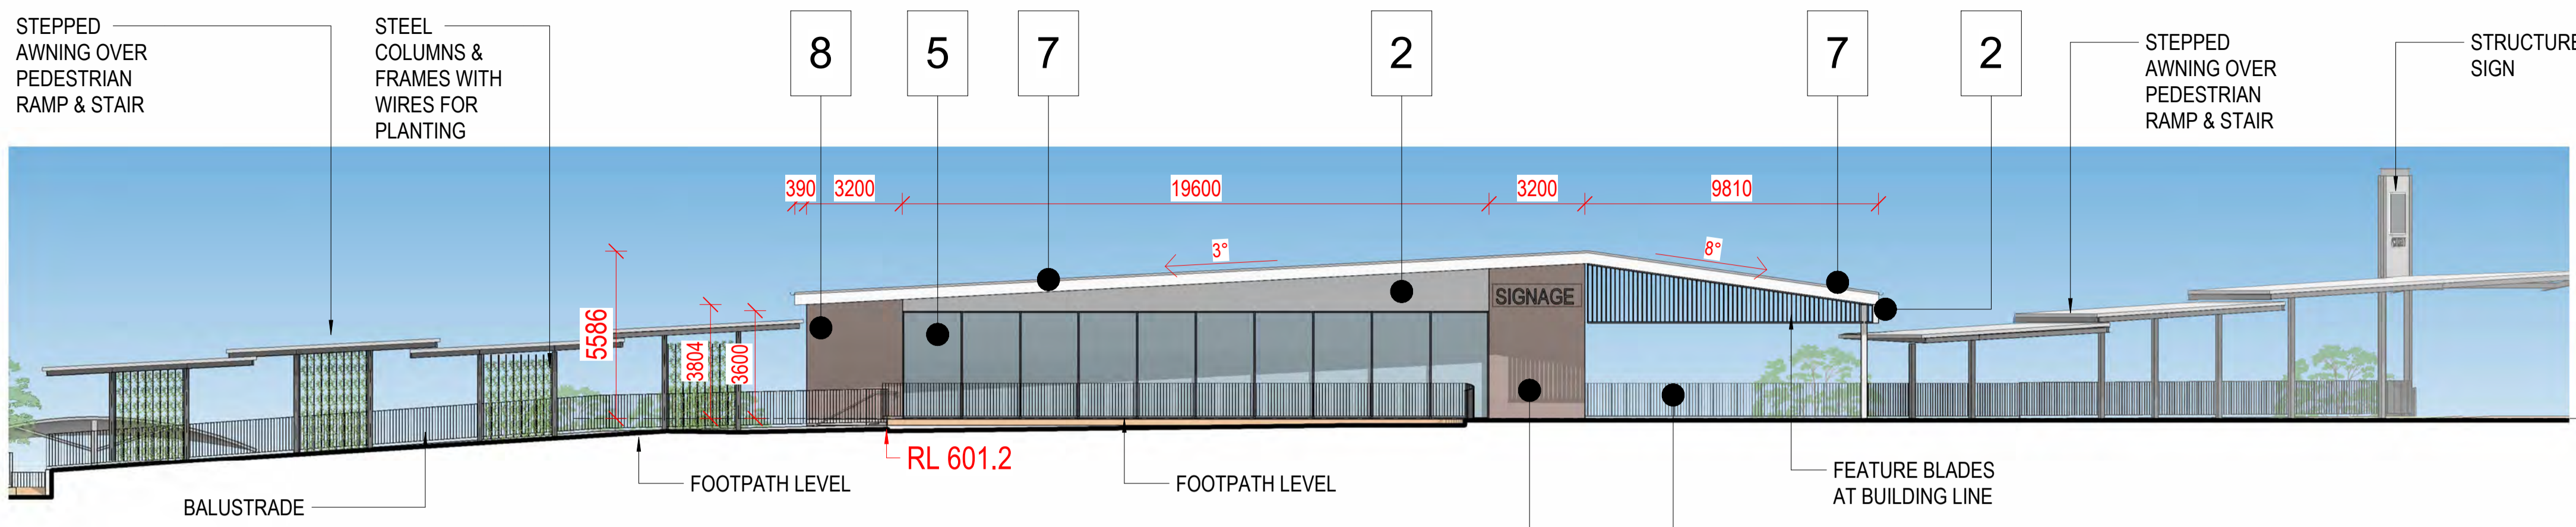 STEPPED
AWNING OVER
PEDESTRIAN
RAMP & STAIR
STEEL
COLUMNS &
FRAMES WITH
WIRES FOR
PLANTING
8
5
7
2
7
2
STEPPED
AWNING OVER
PEDESTRIAN
RAMP & STAIR
STRUCTURE
SIGN
390
3200
19600
3200
9810
3°
8°
SIGNAGE
5586
3804
3600
RL 601.2
FOOTPATH LEVEL
FOOTPATH LEVEL
BALUSTRADE
FEATURE BLADES
AT BUILDING LINE